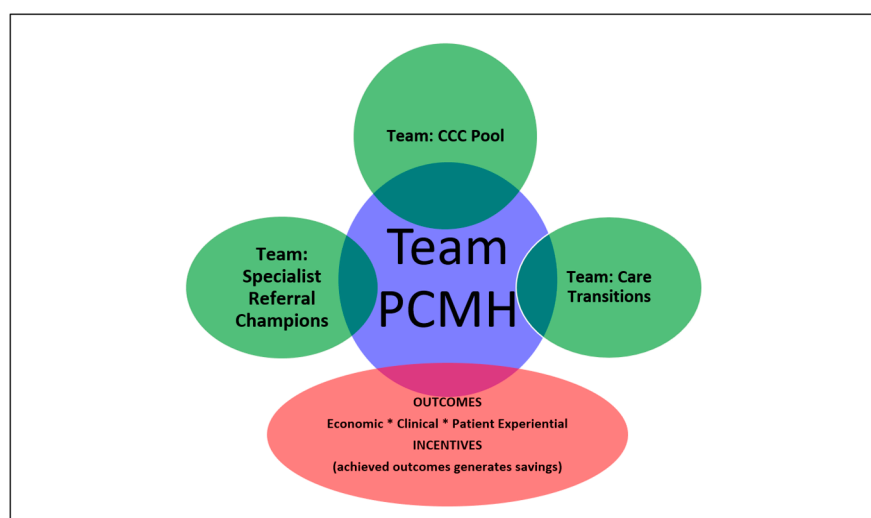 Team: CCC Pool
Team:
Specialist
Referral
Champions
Team
PCMH
Team: Care
Transitions
OUTCOMES
Economic * Clinical * Patient Experiential
INCENTIVES
(achieved outcomes generates savings)